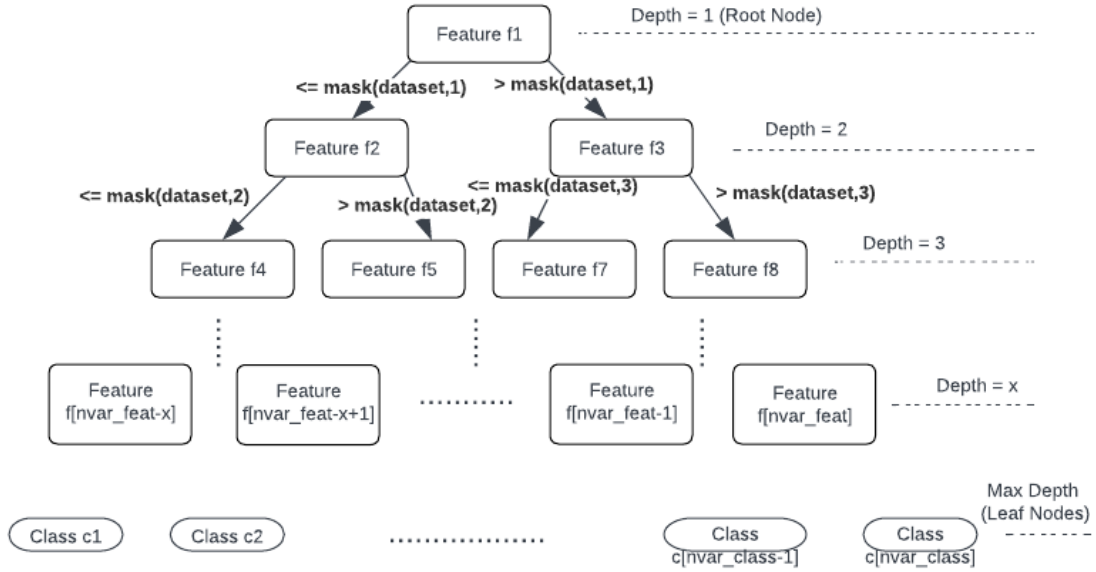 Feature f1
Depth = 1 (Root Node)
<= mask(dataset,1)
> mask(dataset,1)
Feature f2
Feature f3
Depth = 2
<= mask(dataset,2)
> mask(dataset,2)
<= mask(dataset,3)
> mask(dataset,3)
Feature f4
Feature f5
Feature f7
Feature f8
Depth = 3
Feature
f[nvar_feat-x]
Feature
f[nvar_feat-x+1]
Feature
f[nvar_feat-1]
Feature
f[nvar_feat]
Depth = x
Max Depth
(Leaf Nodes)
Class c1
Class c2
Class
c[nvar_class-1]
Class
c[nvar_class]